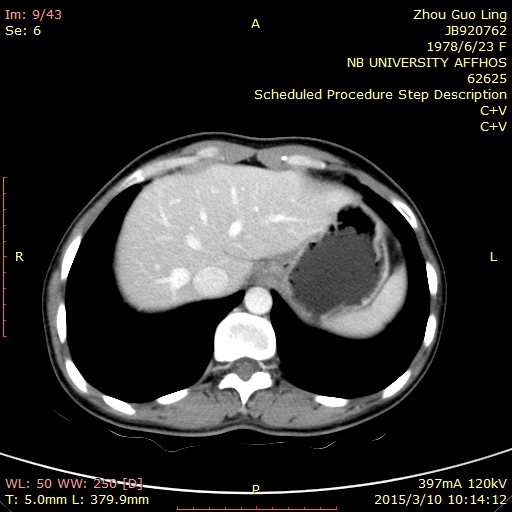 Im: 9/43
Se: 6
A
Zhou Guo Ling
JB920762
1978/6/23 F
NB UNIVERSITY AFFHOS
62625
Scheduled Procedure Step Description
C+V
C+V
R
L
WL: 50 WW: 250 [D]
T: 5.0mm L: 379.9mm
P
397mA 120kV
2015/3/10 10:14:12